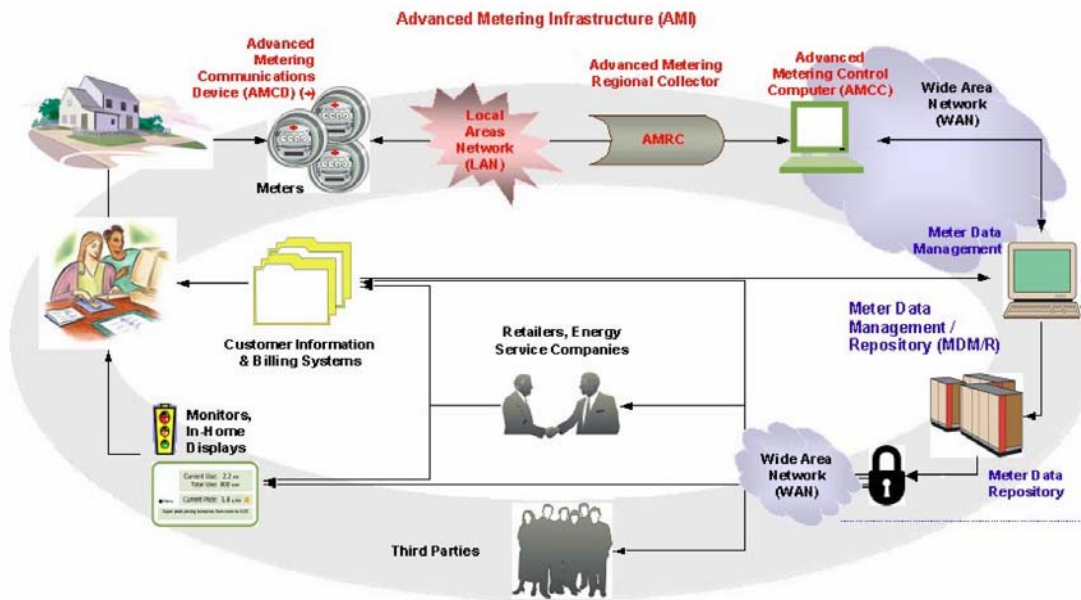 Advanced Metering Infrastructure (AMI)
Advanced
Metering
Communications
Device (AMCD) (+)
Meters
Local
Areas
Network
(LAN)
Advanced Metering
Regional Collector
AMRC
Advanced
Metering Control
Computer (AMCC)
Wide Area
Network
(WAN)
Meter Data
Management
Meter Data
Management /
Repository (MDM/R)
Customer Information
& Billing Systems
Retailers, Energy
Service Companies
Monitors,
In-Home
Displays
Current Use: 2.2
Total Use: 800
Current Price:
Wide Area
Network
(WAN)
Meter Data
Repository
Third Parties